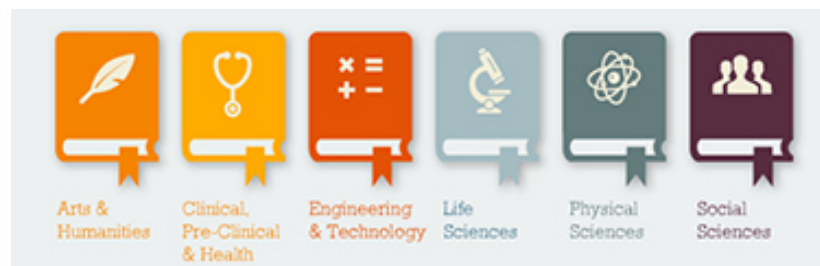 Arts &
Humanities
Clinical,
Pre-Clinical
& Health
Engineering
& Technology
Life
Sciences
Physical
Sciences
Social
Sciences